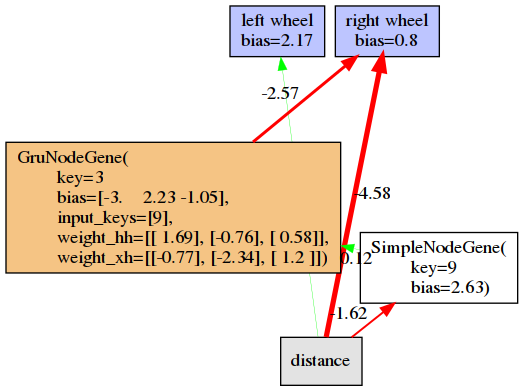 left wheel
bias=2.17
right wheel
bias=0.8
-2.57
GruNodeGene(
key=3
bias=[-3. 2.23 -1.05],
input_keys=[9],
weight_hh=[[ 1.69], [-0.76], [ 0.58]],
weight_xh=[[-0.77], [-2.34], [ 1.2 ]])
-4.58
0.12
SimpleNodeGene(
key=9
bias=2.63)
-1.62
distance